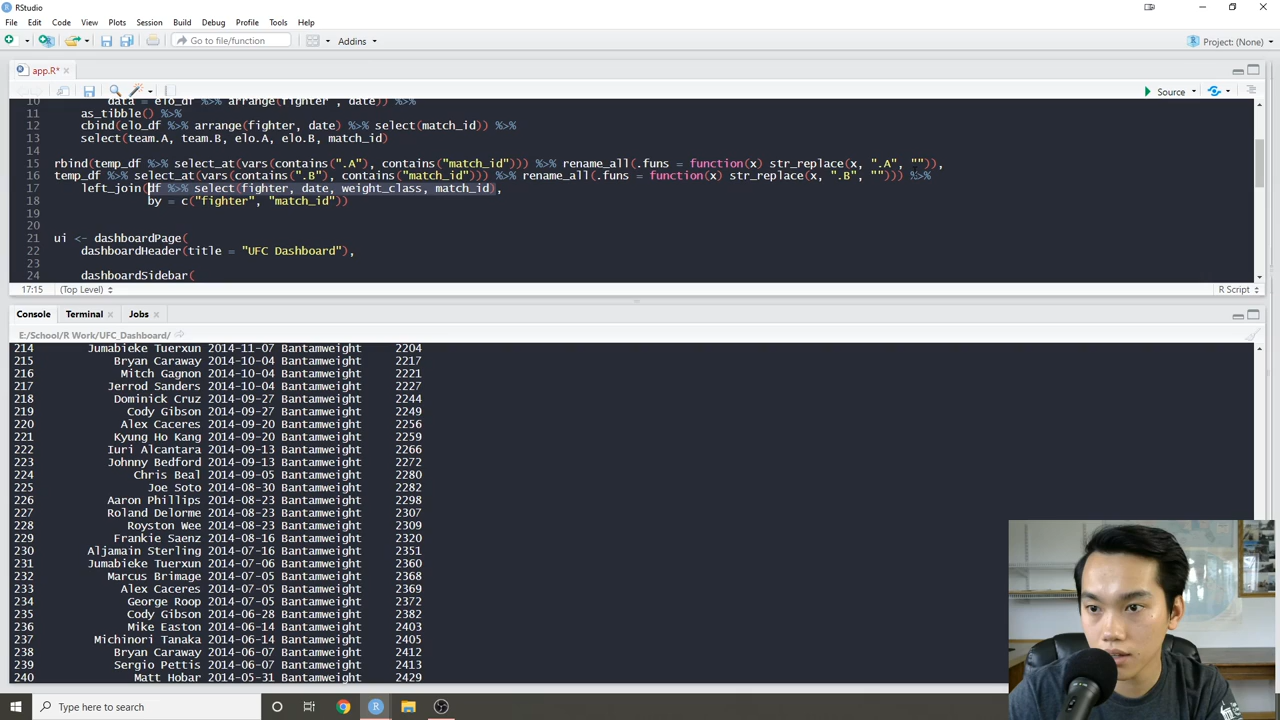 RStudio
File Edit Code View Plots Session Build Debug Profile Tools Help
Go to file/function Addins Project: (None)
app.R*
Source
10 data = elo_df %>% arrange(fighter , date)) %>%
11 as_tibble() %>%
12 cbind(elo_df %>% arrange(fighter, date) %>% select(match_id)) %>%
13 select(team.A, team.B, elo.A, elo.B, match_id)
14
15 rbind(temp_df %>% select_at(vars(contains(".A"), contains("match_id"))) %>% rename_all(.funs = function(x) str_replace(x, ".A", "")),
16 temp_df %>% select_at(vars(contains(".B"), contains("match_id"))) %>% rename_all(.funs = function(x) str_replace(x, ".B", ""))) %>%
17 left_join(df %>% select(fighter, date, weight_class, match_id),
18 by = c("fighter", "match_id"))
19
20
21 ui <- dashboardPage(
22 dashboardHeader(title = "UFC Dashboard"),
23
24 dashboardSidebar(
17:15 (Top Level) R Script
Console Terminal Jobs
E:/School/R Work/UFC_Dashboard/
214 Jumabieke Tuerxun 2014-11-07 Bantamweight 2204
215 Bryan Caraway 2014-10-04 Bantamweight 2217
216 Mitch Gagnon 2014-10-04 Bantamweight 2221
217 Jerrod Sanders 2014-10-04 Bantamweight 2227
218 Dominick Cruz 2014-09-27 Bantamweight 2244
219 Cody Gibson 2014-09-27 Bantamweight 2249
220 Alex Caceres 2014-09-20 Bantamweight 2256
221 Kyung Ho Kang 2014-09-20 Bantamweight 2259
222 Iuri Alcantara 2014-09-13 Bantamweight 2266
223 Johnny Bedford 2014-09-13 Bantamweight 2272
224 Chris Beal 2014-09-05 Bantamweight 2280
225 Joe Soto 2014-08-30 Bantamweight 2282
226 Aaron Phillips 2014-08-23 Bantamweight 2298
227 Roland Delorme 2014-08-23 Bantamweight 2307
228 Royston Wee 2014-08-23 Bantamweight 2309
229 Frankie Saenz 2014-08-16 Bantamweight 2320
230 Aljamain Sterling 2014-07-16 Bantamweight 2351
231 Jumabieke Tuerxun 2014-07-06 Bantamweight 2360
232 Marcus Brimage 2014-07-05 Bantamweight 2368
233 Alex Caceres 2014-07-05 Bantamweight 2369
234 George Roop 2014-07-05 Bantamweight 2372
235 Cody Gibson 2014-06-28 Bantamweight 2382
236 Mike Easton 2014-06-14 Bantamweight 2403
237 Michinori Tanaka 2014-06-14 Bantamweight 2405
238 Bryan Caraway 2014-06-07 Bantamweight 2412
239 Sergio Pettis 2014-06-07 Bantamweight 2413
240 Matt Hobar 2014-05-31 Bantamweight 2429
Type here to search